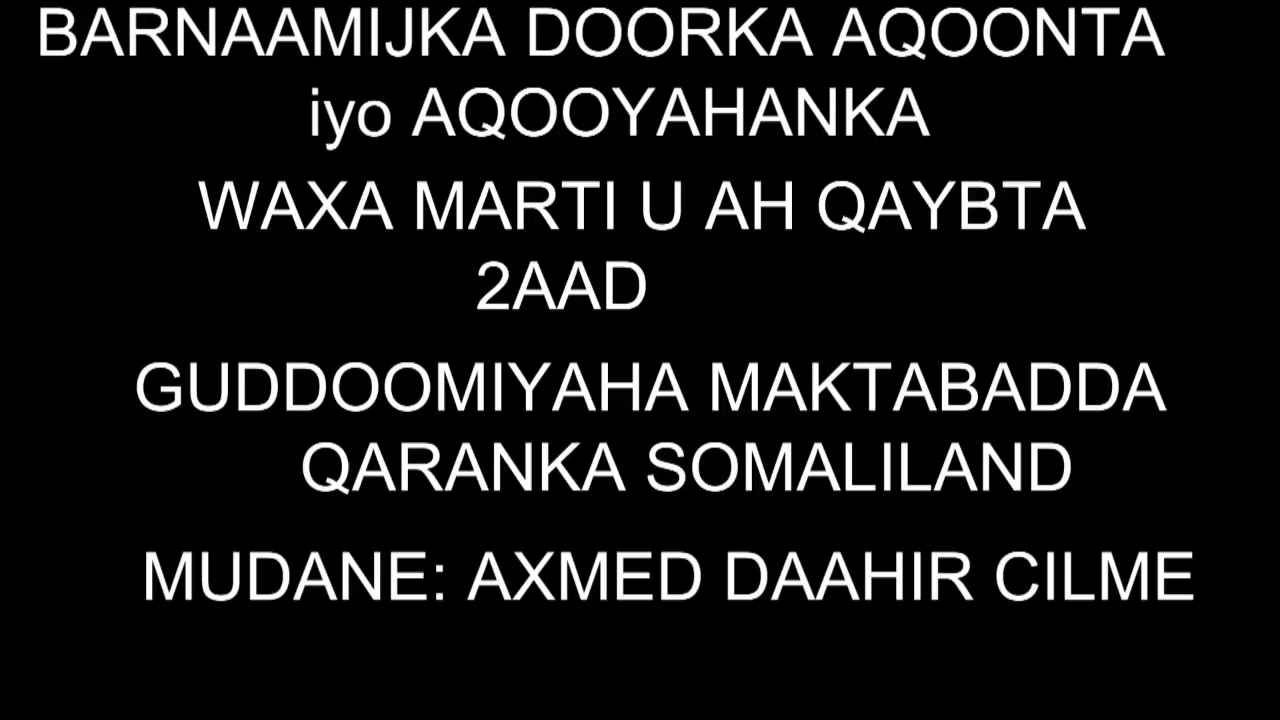 BARNAAMIJKA DOORKA AQOONTA
iyo AQOOYAHANKA
WAXA MARTI U AH QAYBTA
2AAD
GUDDOOMIYAHA MAKTABADDA
QARANKA SOMALILAND
MUDANE: AXMED DAAHIR CILME